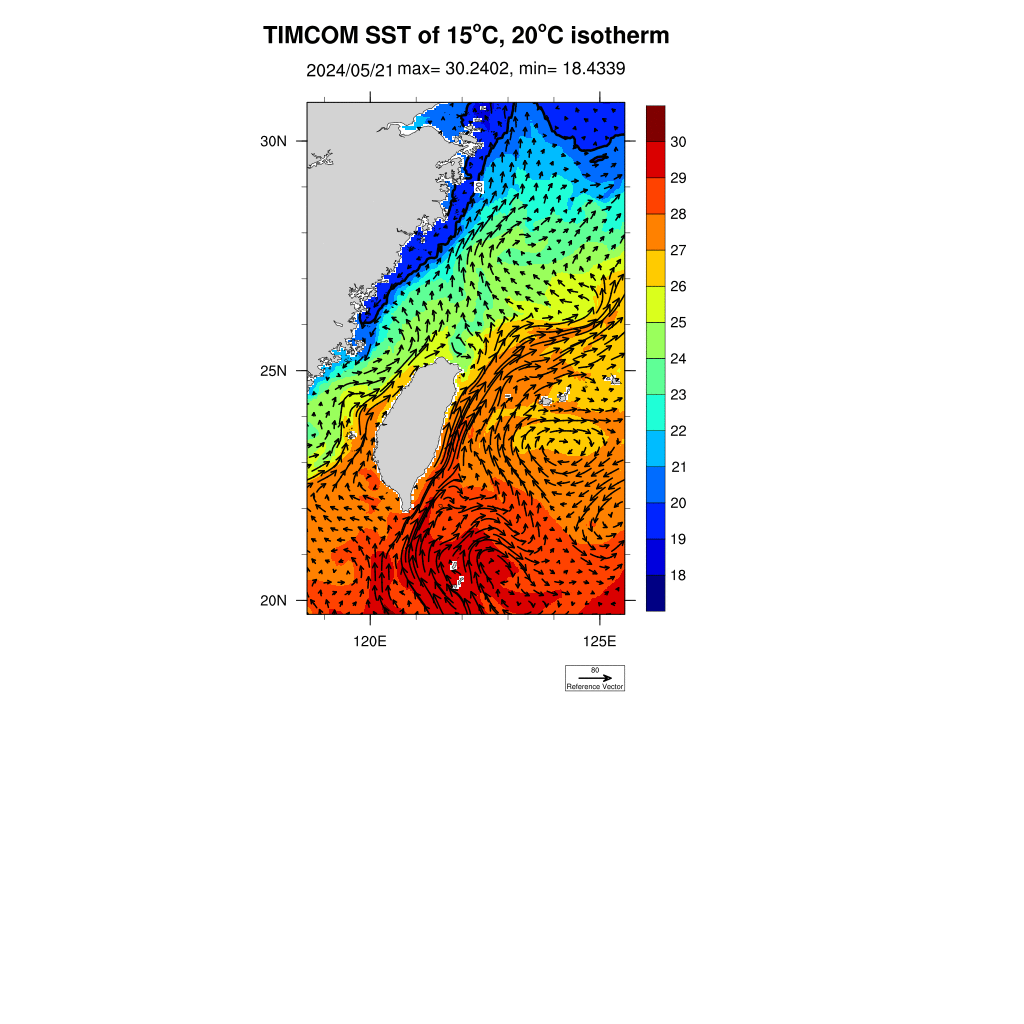 TIMCOM SST of 15°C, 20°C isotherm
2024/05/21 max= 30.2402, min= 18.4339
30N
25N
20N
120E
125E
20
30
29
28
27
26
25
24
23
22
21
20
19
18
80
Reference Vector